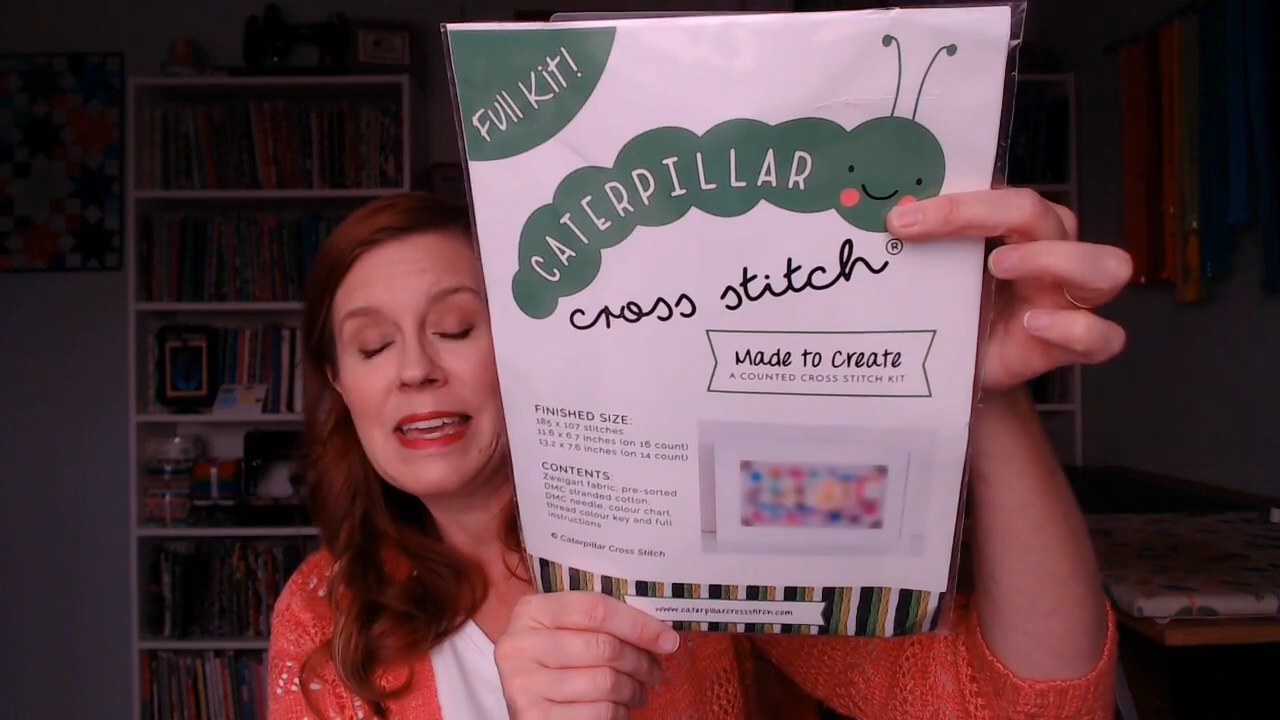 Full Kit!
CATERPILLAR
cross stitch®
Made to Create
A COUNTED CROSS STITCH KIT
FINISHED SIZE:
185 x 107 stitches
11.6 x 6.7 inches (on 16 count)
13.2 x 7.6 inches (on 14 count)
CONTENTS:
Zweigart fabric, pre-sorted
DMC stranded cotton,
DMC needle, colour chart,
thread colour key and full
instructions
© Caterpillar Cross Stitch
www.caterpillarcrossstitch.com